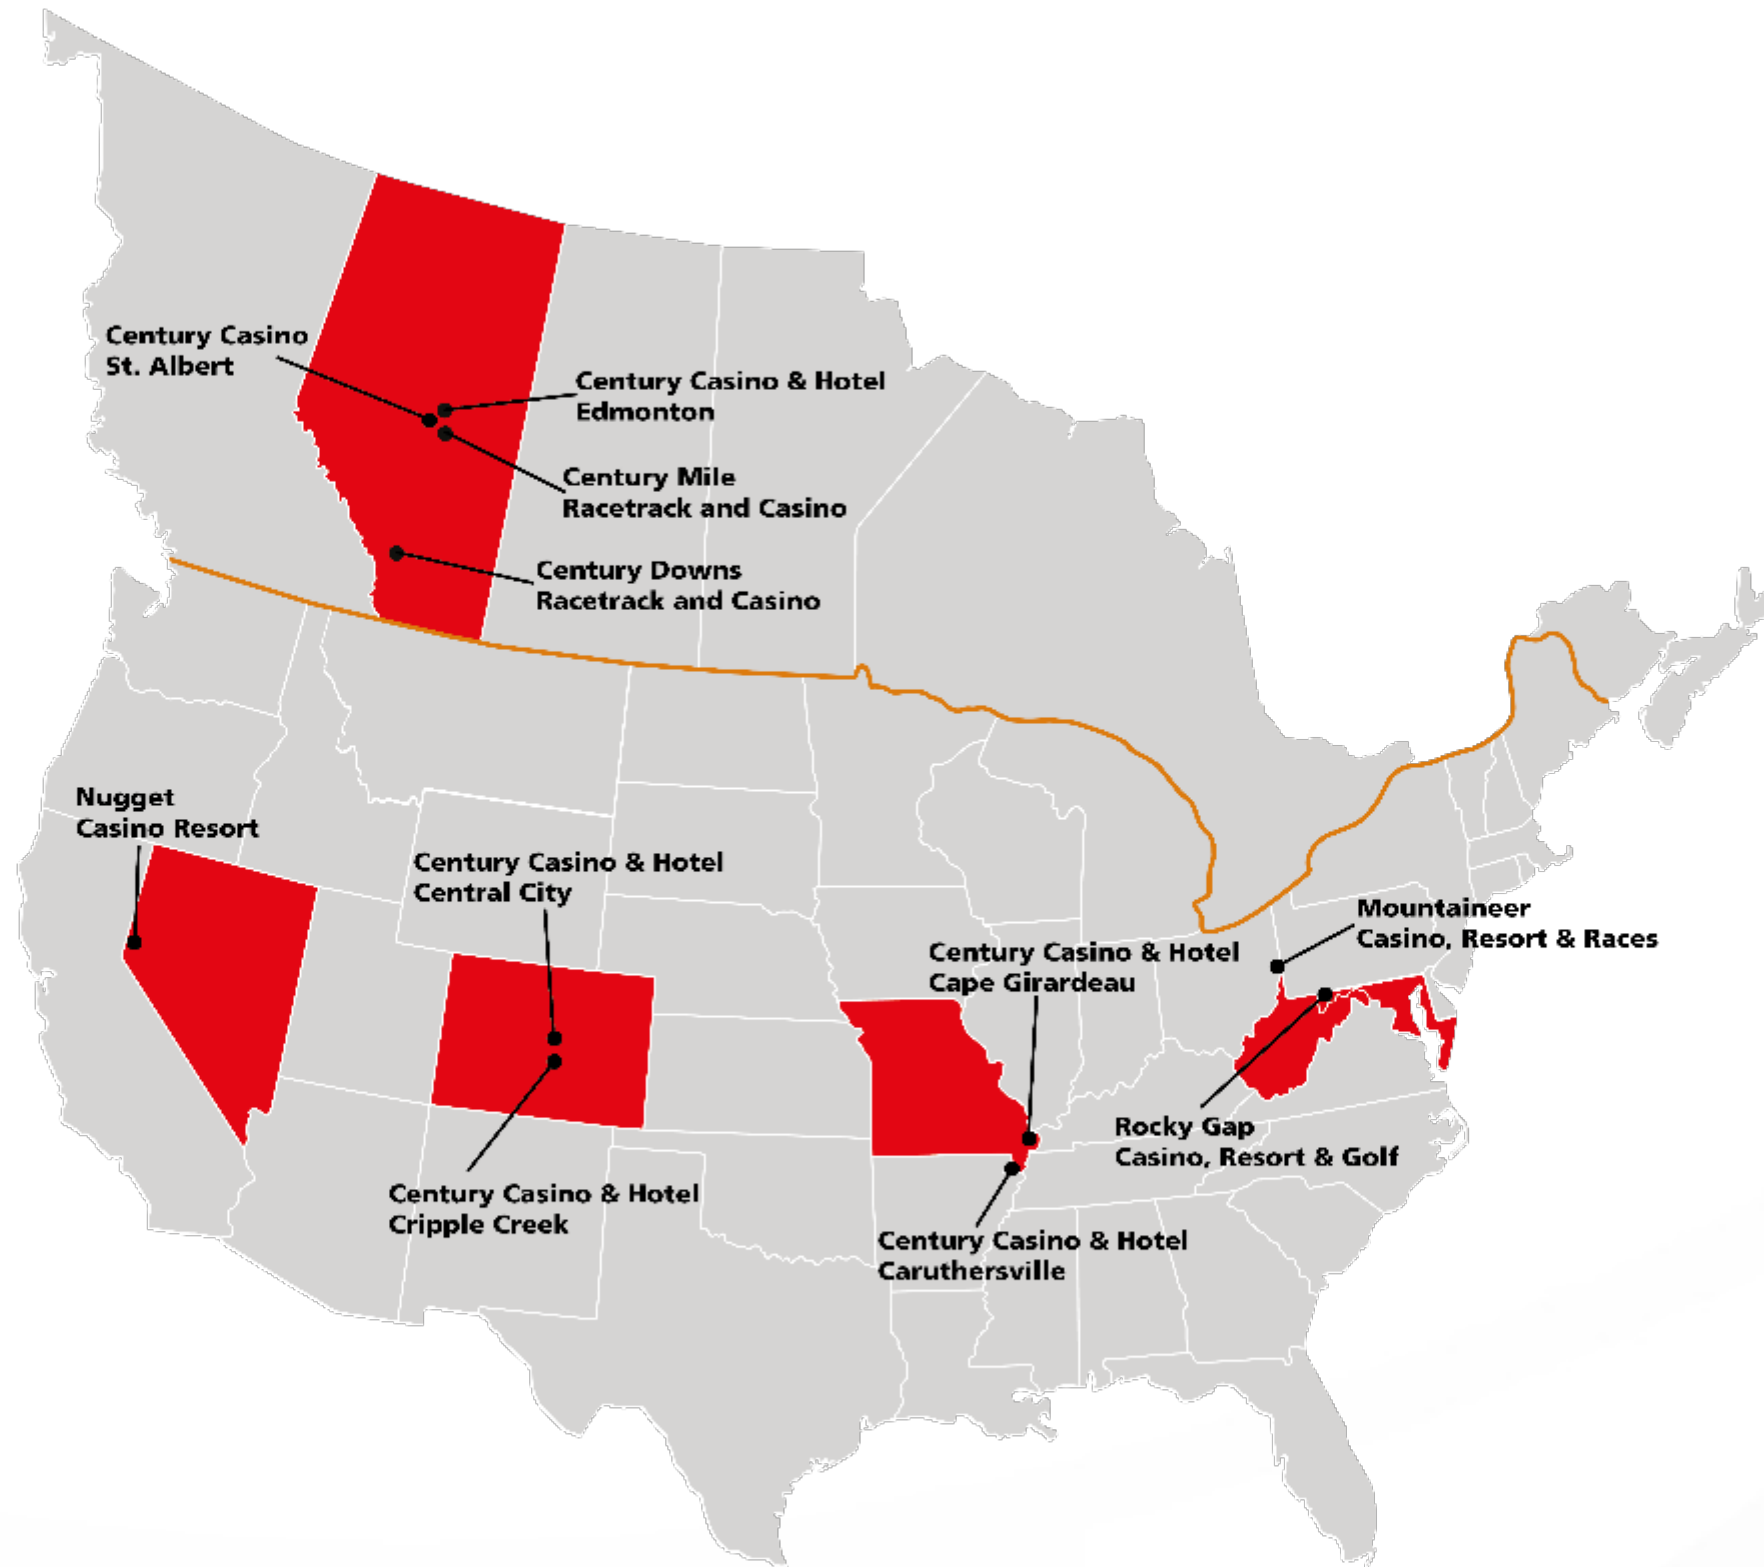 Century Casino
St. Albert
Century Casino & Hotel
Edmonton
Century Mile
Racetrack and Casino
Century Downs
Racetrack and Casino
Nugget
Casino Resort
Century Casino & Hotel
Central City
Century Casino & Hotel
Cape Girardeau
Mountaineer
Casino, Resort & Races
Rocky Gap
Casino, Resort & Golf
Century Casino & Hotel
Cripple Creek
Century Casino & Hotel
Caruthersville